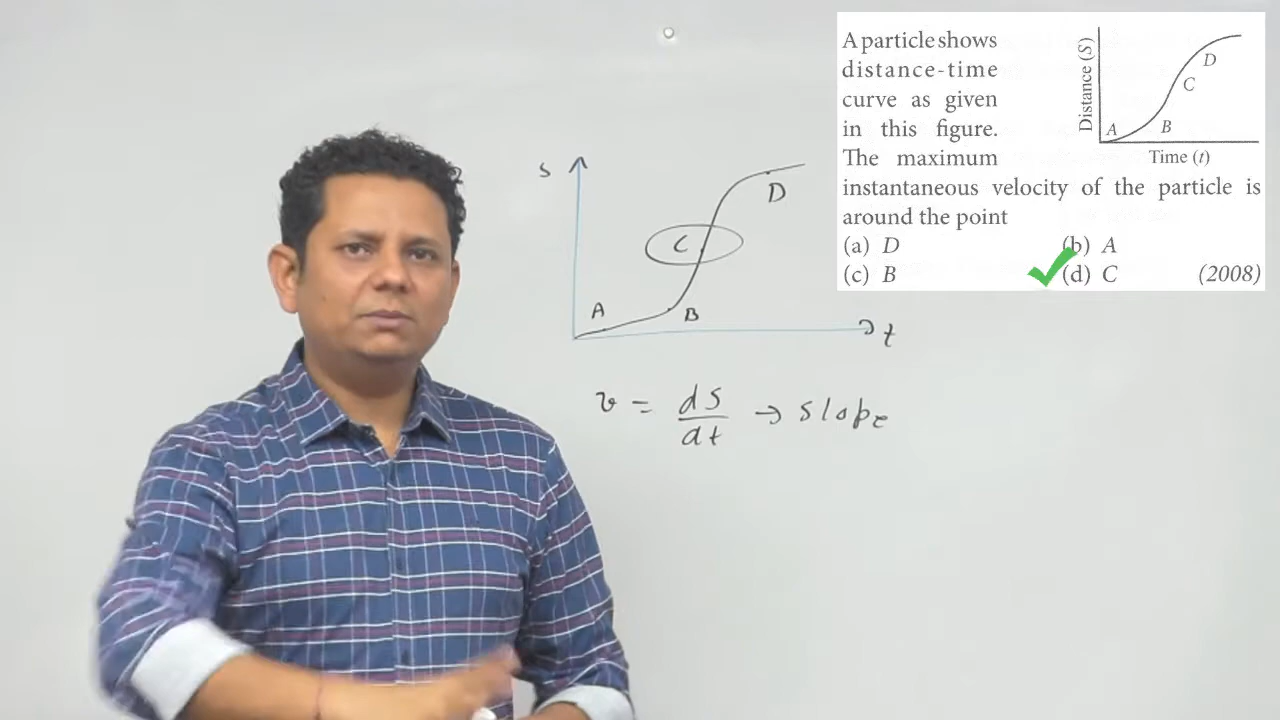 A particle shows
distance-time
curve as given
in this figure.
The maximum
instantaneous velocity of the particle is
around the point
(a) D (b) A
(c) B (d) C (2008)
Distance (S)
A
B
C
D
Time (t)
s
D
C
A
B
t
v = ds/dt → slope